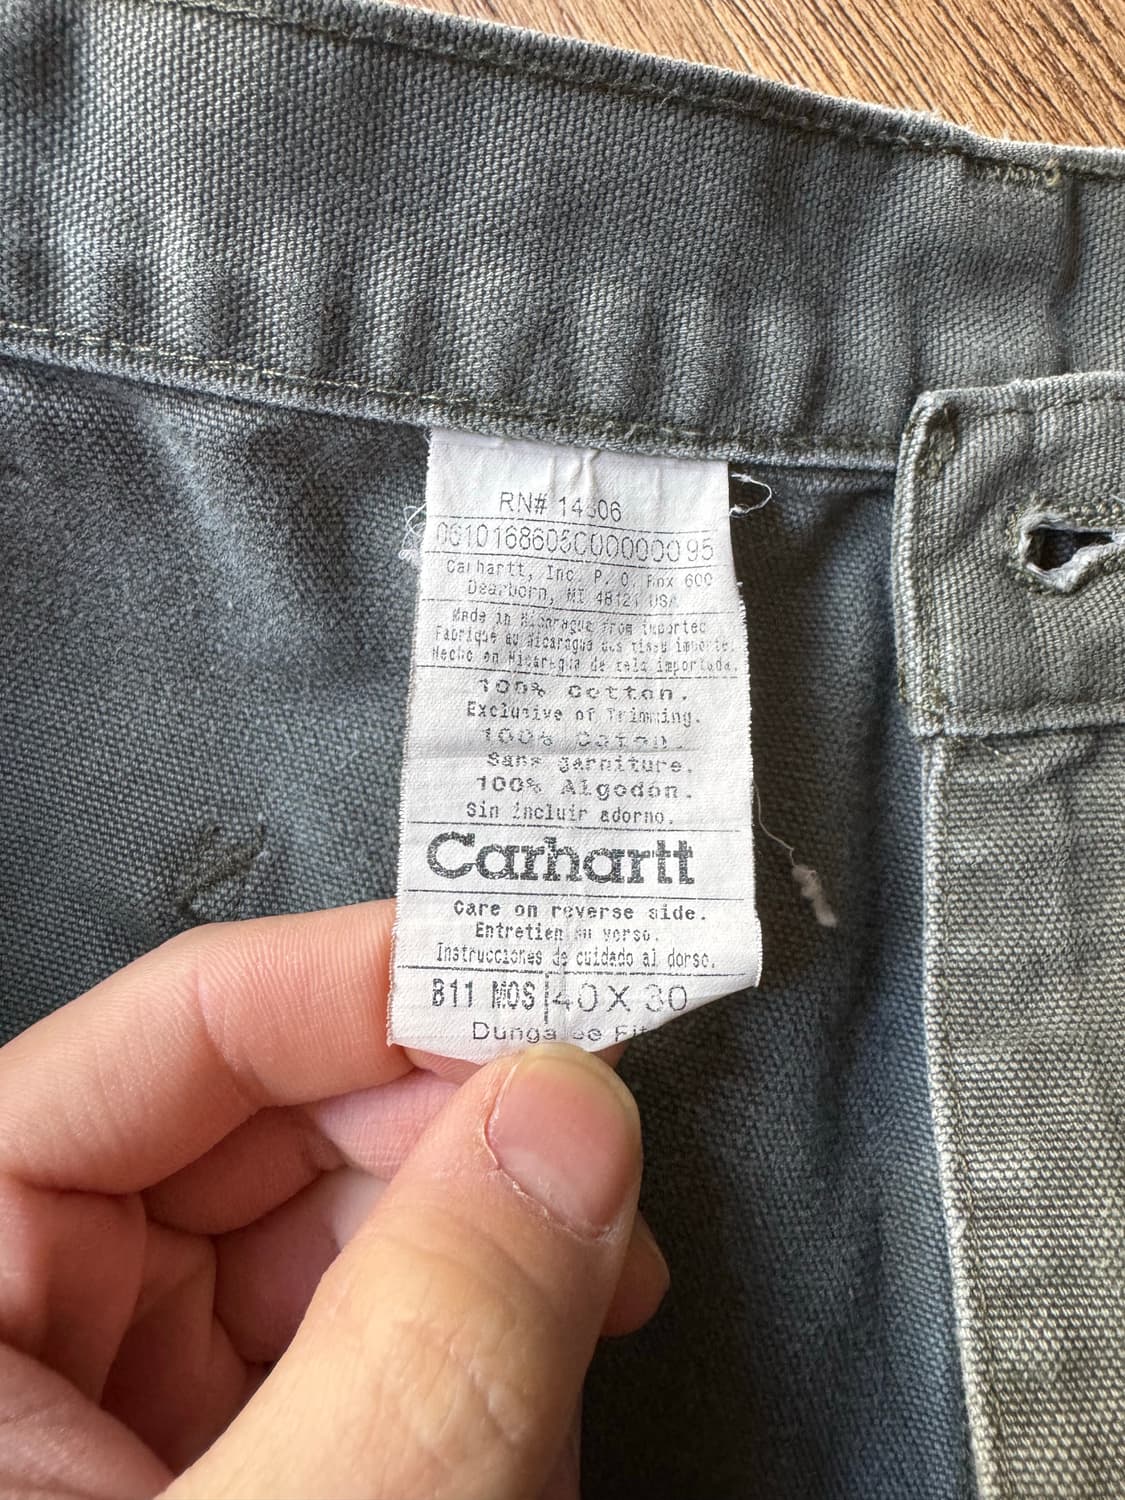 RN# 14806
0610168605C00000095
Carhartt, Inc. P. O. Box 600
Dearborn, MI 48121 USA
Made in Nicaragua from imported
Fabrique au Nicaragua des tissu importe.
Hecho en Nicaragua de tela importada.
100% Cotton.
Exclusive of Trimming.
100% Coton.
Sans garniture.
100% Algodon.
Sin incluir adorno.
Carhartt
Care on reverse side.
Entretien au verso.
Instrucciones de cuidado al dorso.
B11 MOS 40 X 30
Dungaree Fit